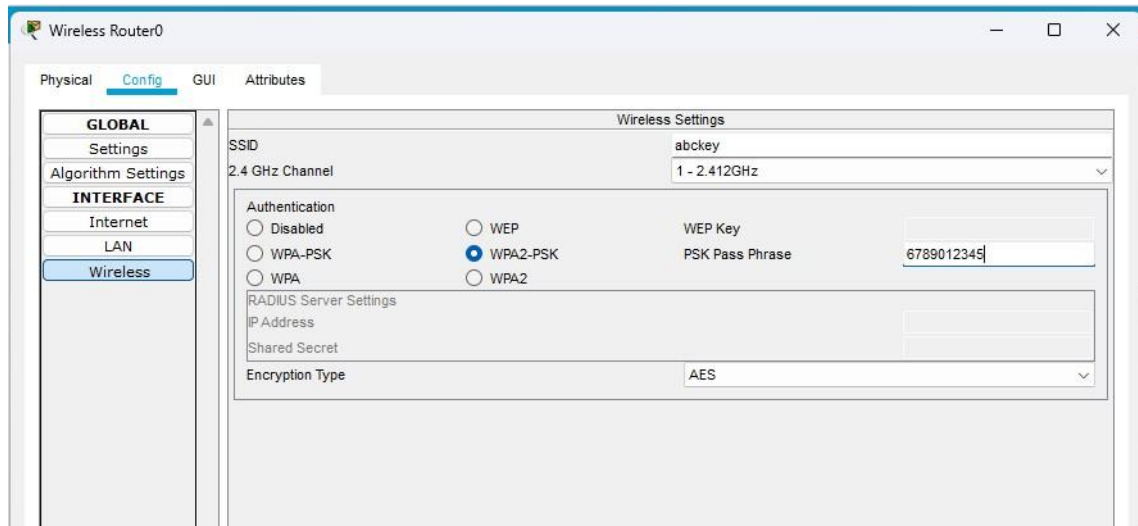 Wireless Router0
Physical Config GUI Attributes
GLOBAL
Settings
Algorithm Settings
INTERFACE
Internet
LAN
Wireless
Wireless Settings
SSID abckey
2.4 GHz Channel 1 - 2.412GHz
Authentication
Disabled WEP WEP Key
WPA-PSK WPA2-PSK PSK Pass Phrase 6789012345
WPA WPA2
RADIUS Server Settings
IP Address
Shared Secret
Encryption Type AES